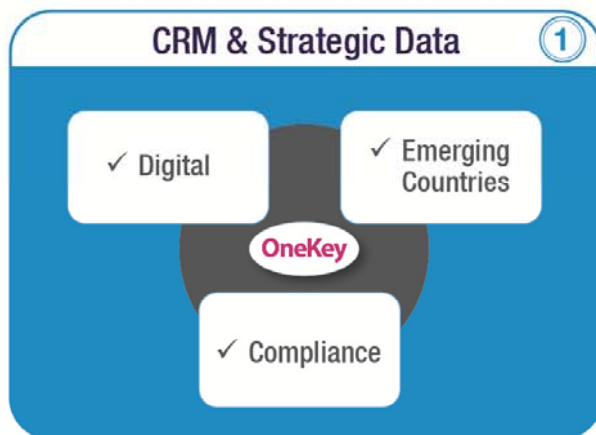 CRM & Strategic Data
1
✓ Digital
✓ Emerging
Countries
OneKey
✓ Compliance